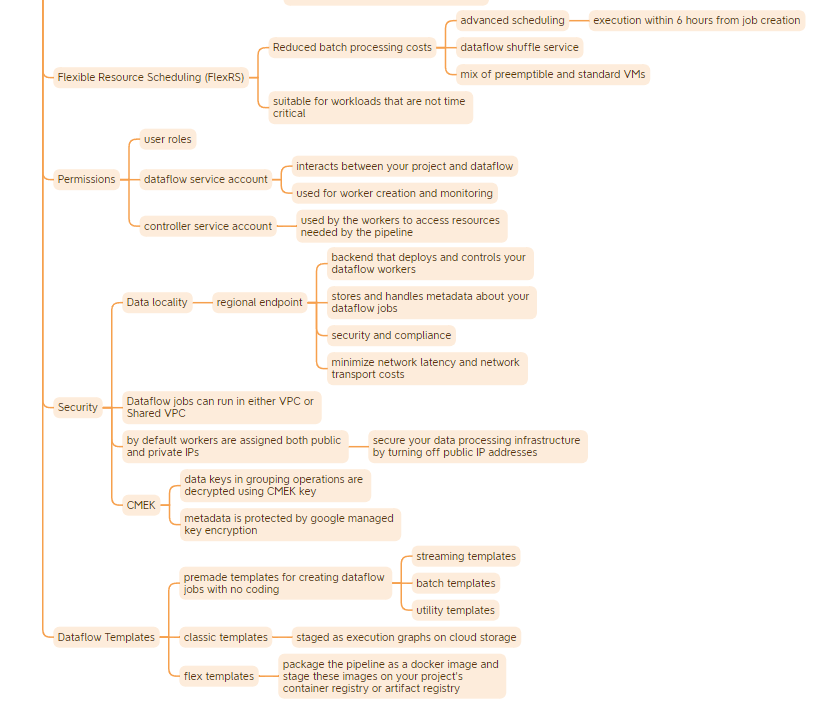 Flexible Resource Scheduling (FlexRS)
Reduced batch processing costs
advanced scheduling
execution within 6 hours from job creation
dataflow shuffle service
mix of preemptible and standard VMs
suitable for workloads that are not time
critical
Permissions
user roles
dataflow service account
interacts between your project and dataflow
used for worker creation and monitoring
controller service account
used by the workers to access resources
needed by the pipeline
Security
Data locality
regional endpoint
backend that deploys and controls your
dataflow workers
stores and handles metadata about your
dataflow jobs
security and compliance
minimize network latency and network
transport costs
Dataflow jobs can run in either VPC or
Shared VPC
by default workers are assigned both public
and private IPs
secure your data processing infrastructure
by turning off public IP addresses
CMEK
data keys in grouping operations are
decrypted using CMEK key
metadata is protected by google managed
key encryption
Dataflow Templates
premade templates for creating dataflow
jobs with no coding
streaming templates
batch templates
utility templates
classic templates
staged as execution graphs on cloud storage
flex templates
package the pipeline as a docker image and
stage these images on your project's
container registry or artifact registry